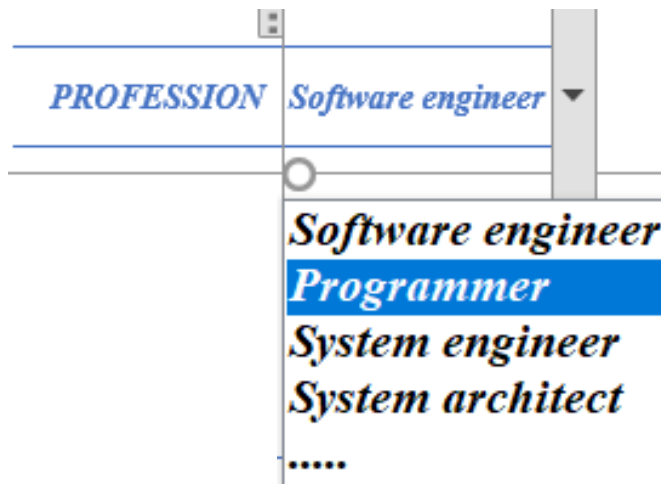 PROFESSION Software engineer
Software engineer
Programmer
System engineer
System architect
.....